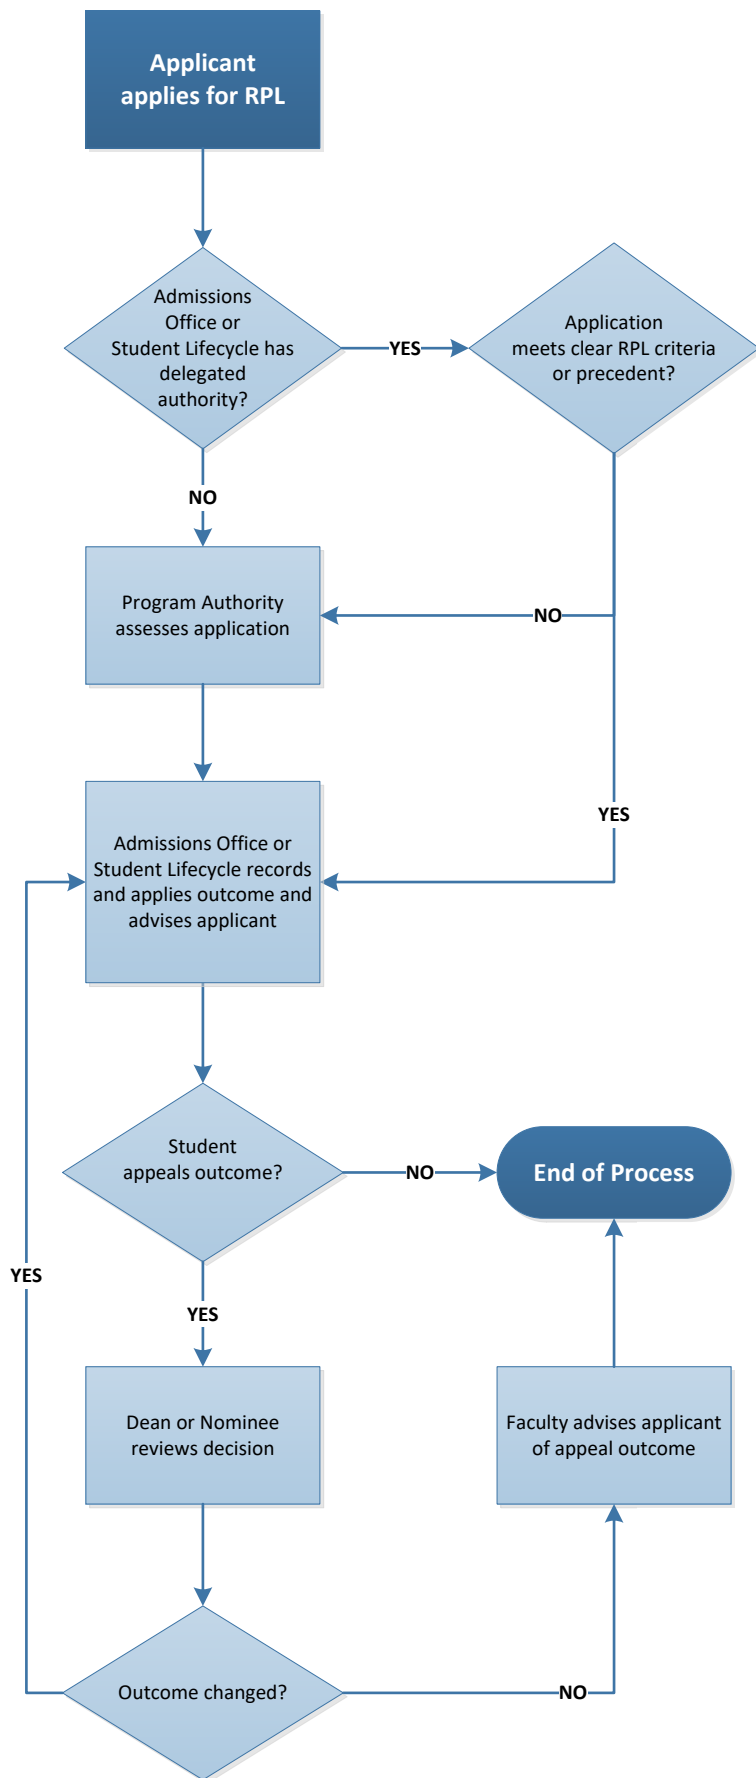 Applicant
applies for RPL
Admissions
Office or
Student Lifecycle has
delegated
authority?
YES
Application
meets clear RPL criteria
or precedent?
NO
Program Authority
assesses application
NO
YES
Admissions Office or
Student Lifecycle records
and applies outcome and
advises applicant
Student
appeals outcome?
NO
End of Process
YES
YES
Dean or Nominee
reviews decision
Faculty advises applicant
of appeal outcome
Outcome changed?
NO